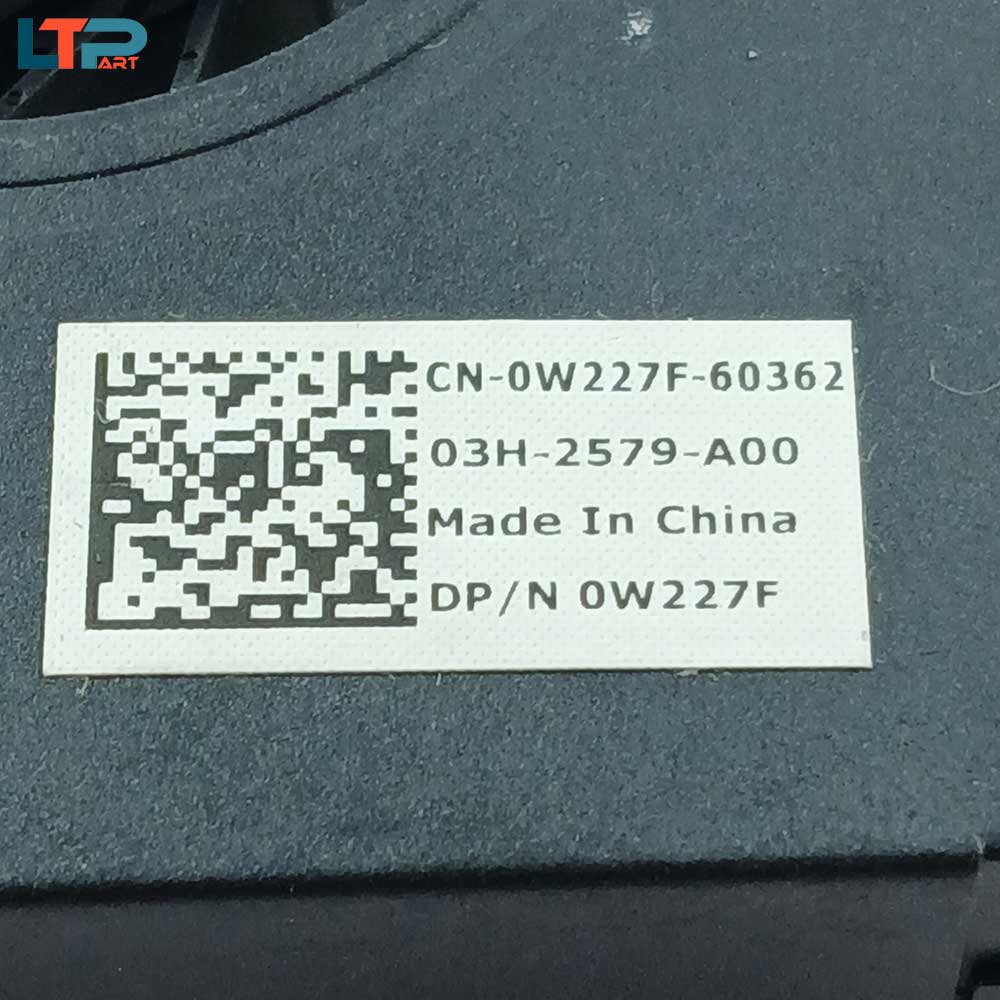 LTPART
CN-0W227F-60362
03H-2579-A00
Made In China
DP/N 0W227F